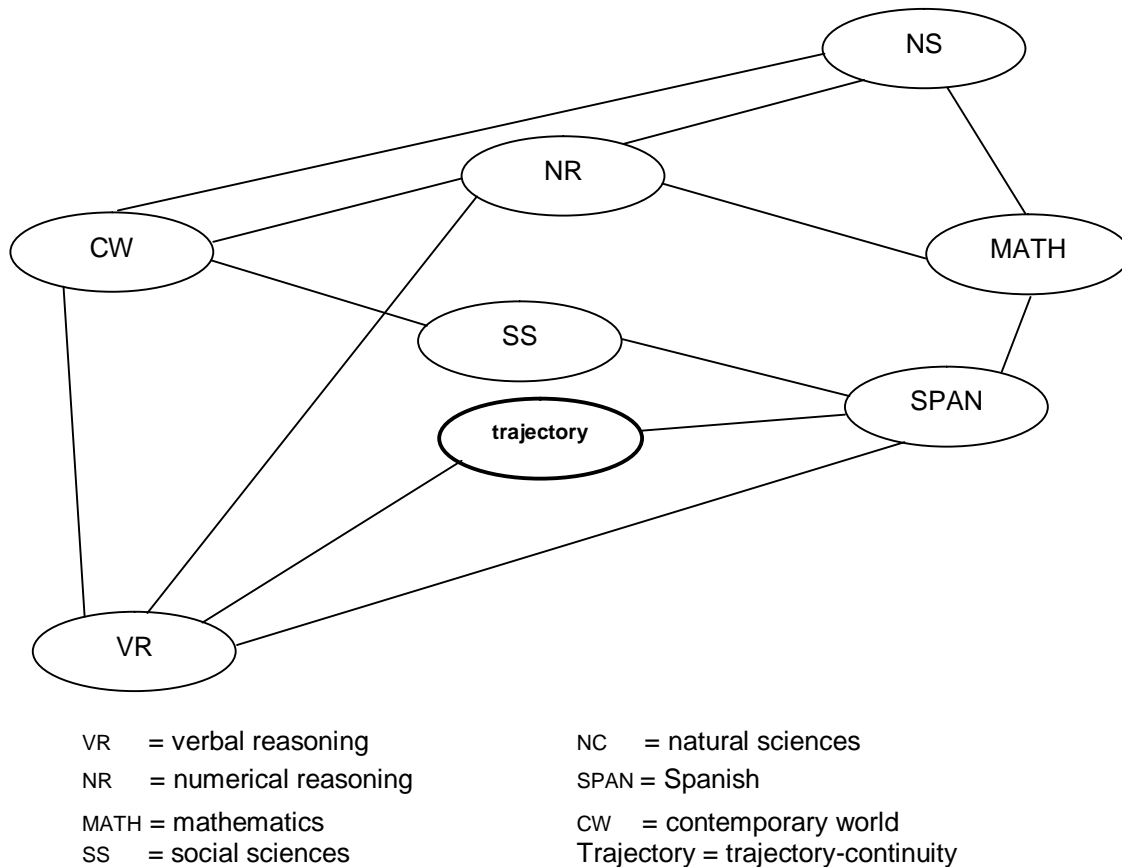 NS
NR
CW
MATH
SS
SPAN
trajectory
VR
VR = verbal reasoning
NC = natural sciences
NR = numerical reasoning
SPAN = Spanish
MATH = mathematics
CW = contemporary world
SS = social sciences
Trajectory = trajectory-continuity